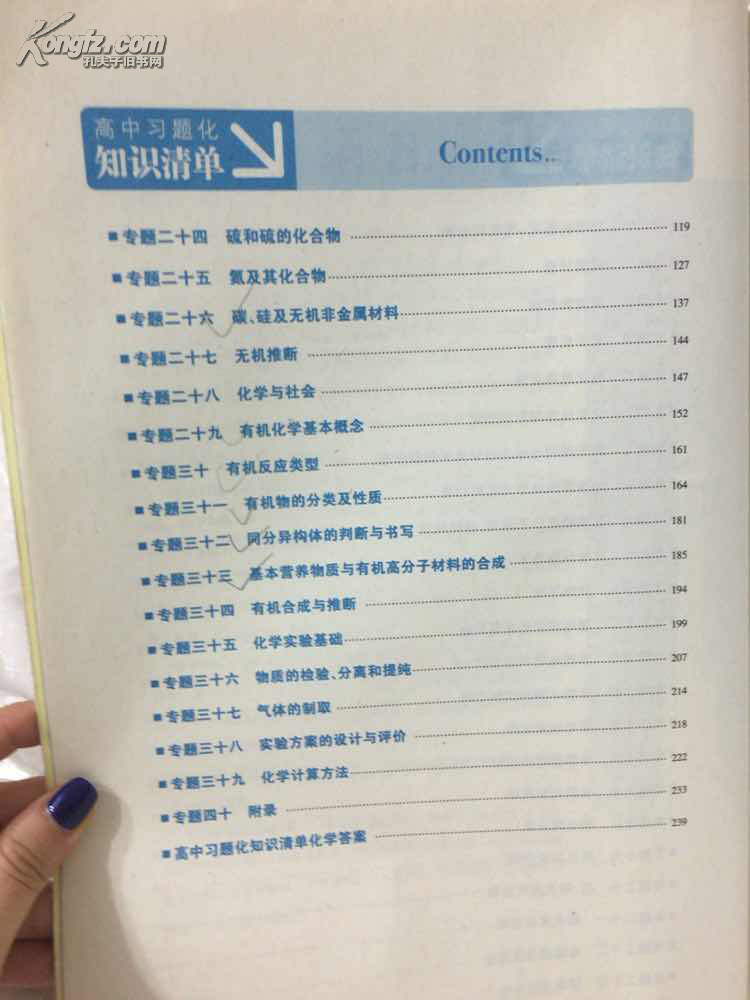 Kongfz.com
孔夫子旧书网
高中习题化
知识清单
Contents...
■专题二十四 硫和硫的化合物 119
■专题二十五 氮及其化合物 127
■专题二十六 碳、硅及无机非金属材料 137
■专题二十七 无机推断 144
■专题二十八 化学与社会 147
■专题二十九 有机化学基本概念 152
■专题三十 有机反应类型 161
■专题三十一 有机物的分类及性质 164
■专题三十二 同分异构体的判断与书写 181
■专题三十三 基本营养物质与有机高分子材料的合成 185
■专题三十四 有机合成与推断 194
■专题三十五 化学实验基础 199
■专题三十六 物质的检验、分离和提纯 207
■专题三十七 气体的制取 214
■专题三十八 实验方案的设计与评价 218
■专题三十九 化学计算方法 222
■专题四十 附录 233
■高中习题化知识清单化学答案 239